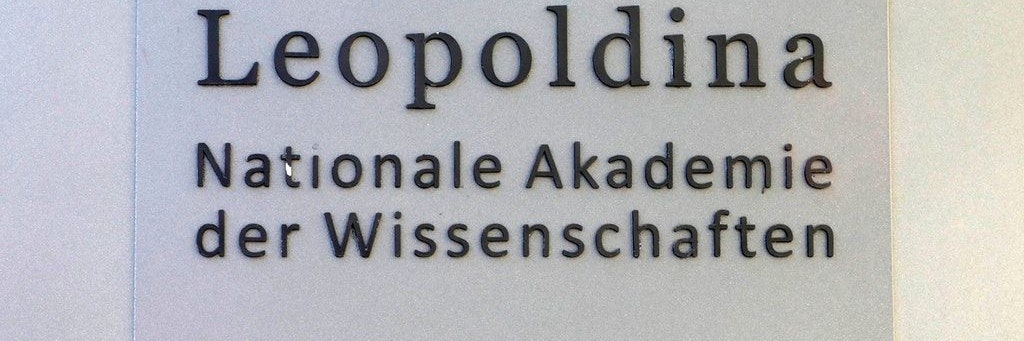 Leopoldina
Nationale Akademie
der Wissenschaften